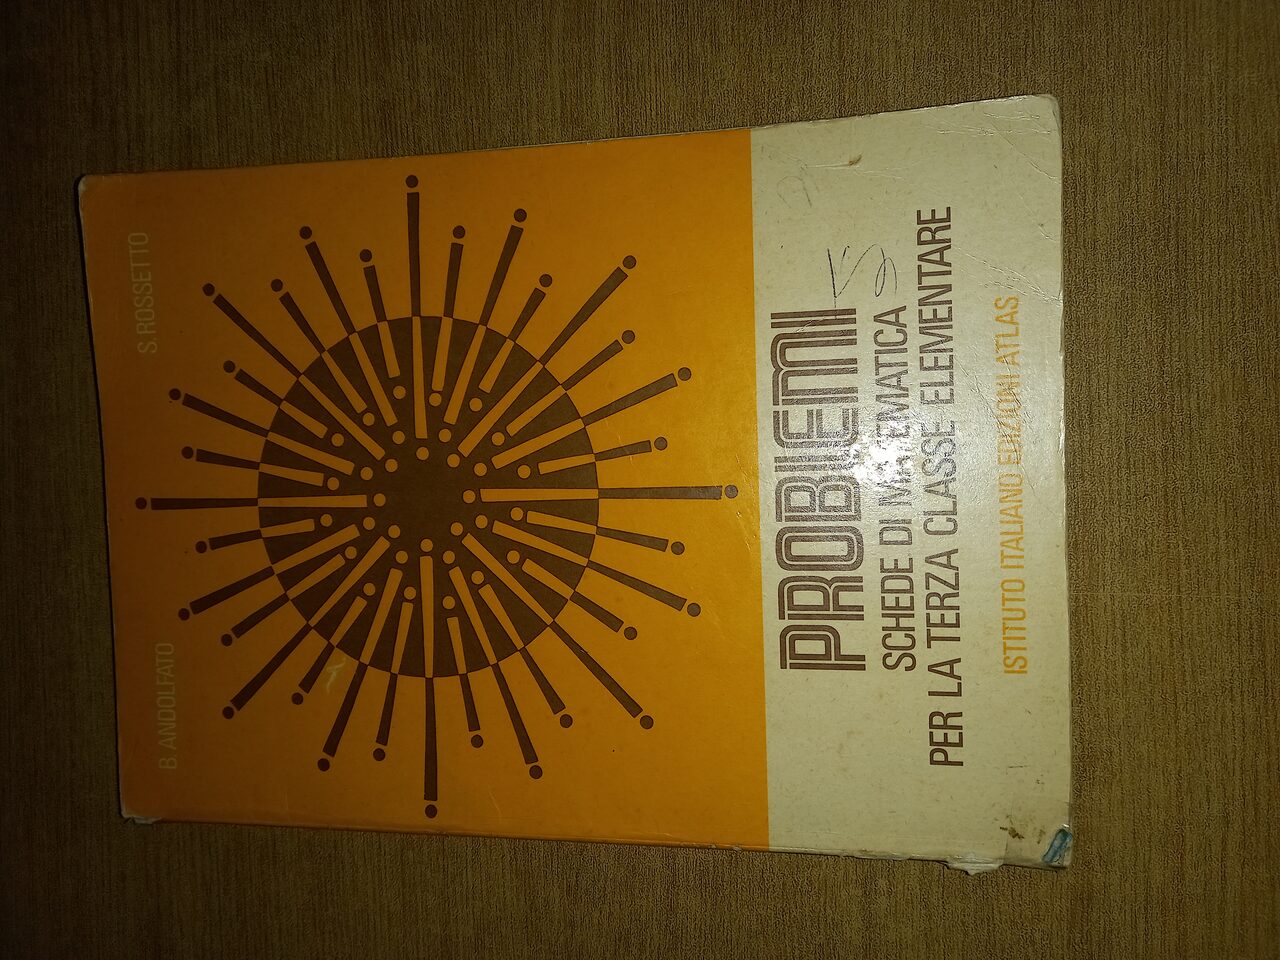 B. ANDOLFATO S. ROSSETTO
PROBLEMI
SCHEDE DI MATEMATICA
PER LA TERZA CLASSE ELEMENTARE
ISTITUTO ITALIANO EDIZIONI ATLAS